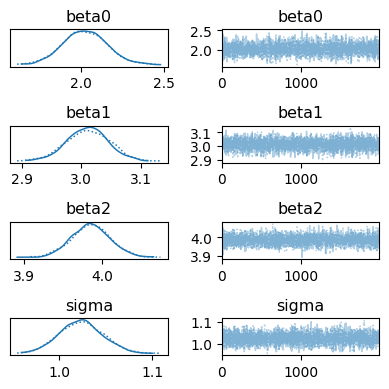 beta0 beta0
2.5
2.0
2.0 2.5 0 1000
beta1 beta1
3.1
3.0
2.9
2.9 3.0 3.1 0 1000
beta2 beta2
4.0
3.9
3.9 4.0 0 1000
sigma sigma
1.1
1.0
1.0 1.1 0 1000